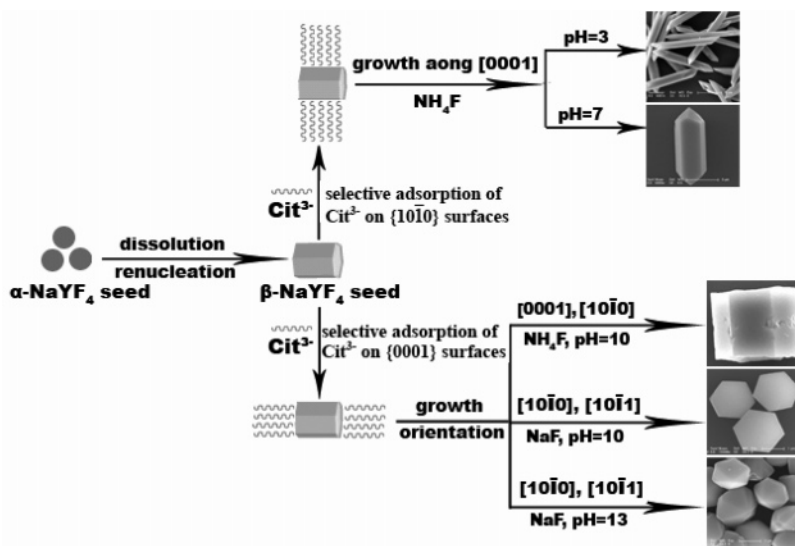 growth aong [0001]
NH₄F
pH=3
pH=7
Cit³⁻
selective adsorption of
Cit³⁻ on {101̅0} surfaces
dissolution
renucleation
α-NaYF₄ seed
β-NaYF₄ seed
Cit³⁻
selective adsorption of
Cit³⁻ on {0001} surfaces
growth
orientation
[0001], [101̅0]
NH₄F, pH=10
[101̅0], [101̅1]
NaF, pH=10
[101̅0], [101̅1]
NaF, pH=13